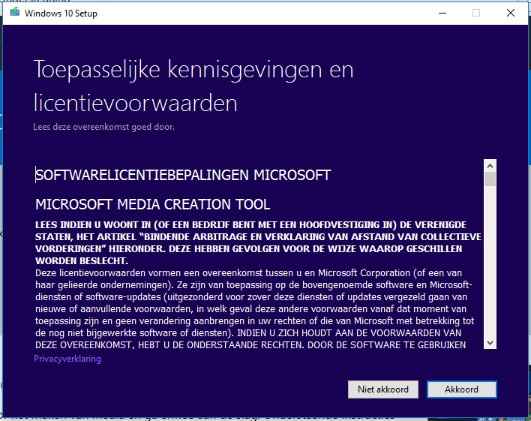 Windows 10 Setup
Toepasselijke kennisgevingen en
licentievoorwaarden
Lees deze overeenkomst goed door.
SOFTWARELICENTIEBEPALINGEN MICROSOFT
MICROSOFT MEDIA CREATION TOOL
LEES INDIEN U WOONT IN (OF EEN BEDRIJF BENT MET EEN HOOFDVESTIGING IN) DE VERENIGDE
STATEN, HET ARTIKEL “BINDENDE ARBITRAGE EN VERKLARING VAN AFSTAND VAN COLLECTIEVE
VORDERINGEN” HIERONDER. DEZE HEBBEN GEVOLGEN VOOR DE WIJZE WAAROP GESCHILLEN
WORDEN BESLECHT.
Deze licentievoorwaarden vormen een overeenkomst tussen u en Microsoft Corporation (of een van
haar gelieerde ondernemingen). Ze zijn van toepassing op de bovengenoemde software en Microsoft-
diensten of software-updates (uitgezonderd voor zover deze diensten of updates vergezeld gaan van
nieuwe of aanvullende voorwaarden, in welk geval deze andere voorwaarden vanaf dat moment van
toepassing zijn en geen verandering aanbrengen in uw rechten of die van Microsoft met betrekking tot
de nog niet bijgewerkte software of diensten). INDIEN U ZICH HOUDT AAN DE VOORWAARDEN VAN
DEZE OVEREENKOMST, HEBT U DE ONDERSTAANDE RECHTEN. DOOR DE SOFTWARE TE GEBRUIKEN
Privacyverklaring
Niet akkoord
Akkoord